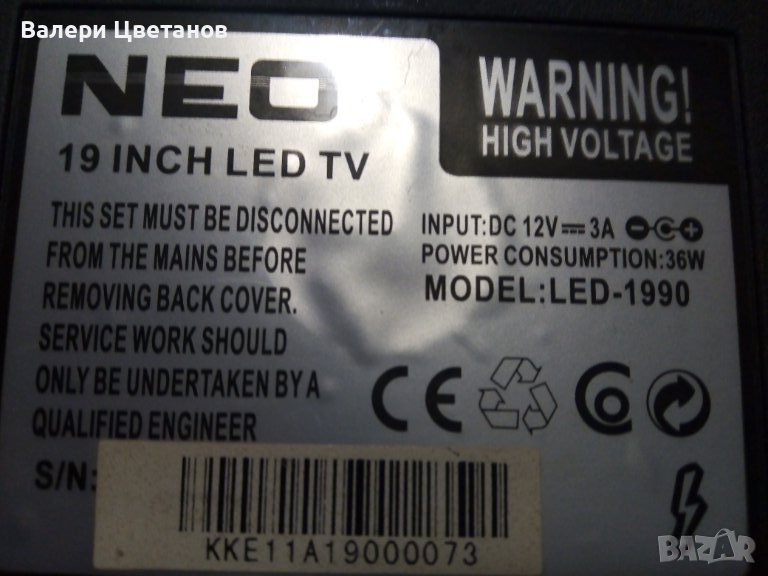 Валери Цветанов
NEO
19 INCH LED TV
THIS SET MUST BE DISCONNECTED
FROM THE MAINS BEFORE
REMOVING BACK COVER.
SERVICE WORK SHOULD
ONLY BE UNDERTAKEN BY A
QUALIFIED ENGINEER
WARNING!
HIGH VOLTAGE
INPUT:DC 12V⎓3A
POWER CONSUMPTION:36W
MODEL:LED-1990
CE
S/N:
KKE11A19000073
BAZAR